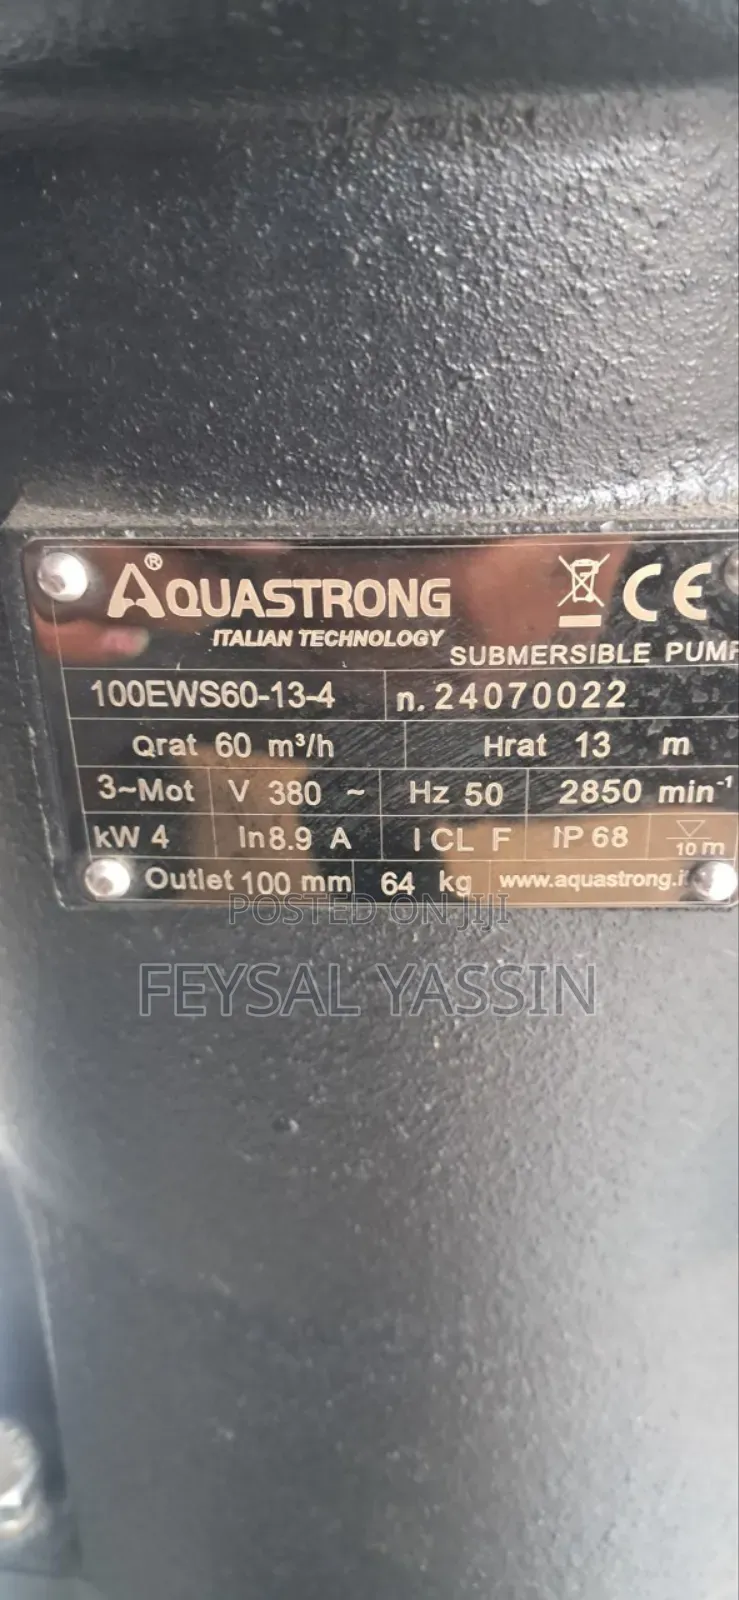 AQUASTRONG®
ITALIAN TECHNOLOGY
CE
SUBMERSIBLE PUMP
100EWS60-13-4 n.24070022
Qrat 60 m³/h Hrat 13 m
3~Mot V 380 ~ Hz 50 2850 min⁻¹
kW 4 In8.9 A I CL F IP 68 10 m
Outlet 100 mm 64 kg www.aquastrong.i
POSTED ON JIJI
FEYSAL YASSIN